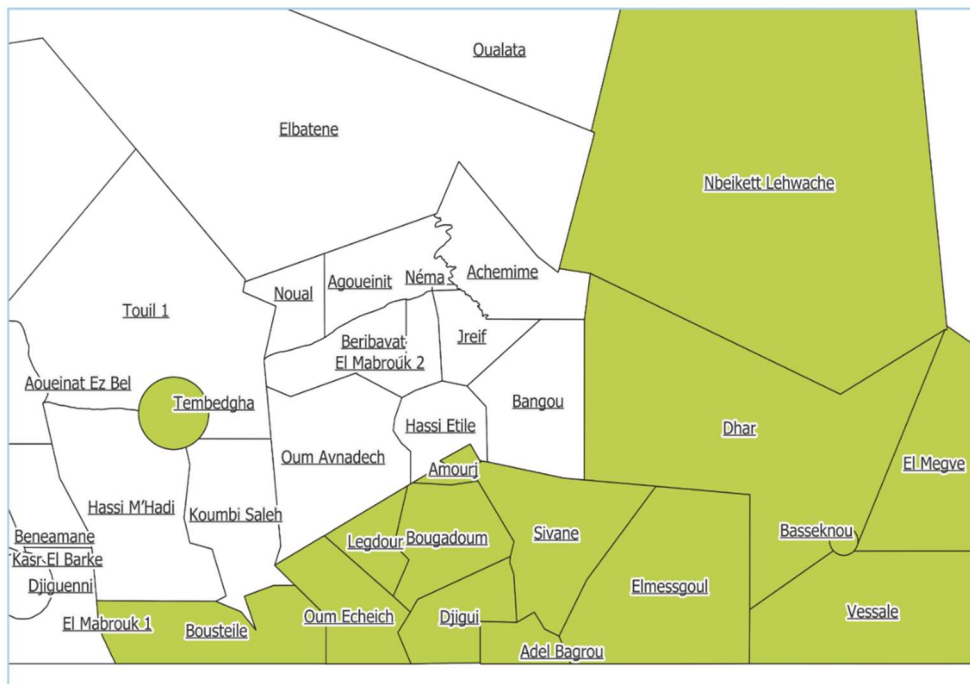 Oualata
Elbatene
Nbeikett Lehwache
Achemime
Néma
Agoueinit
Noual
Touil 1
Jreif
Beribavat
El Mabrouk 2
Aoueinat Ez Bel
Tembedgha
Bangou
Hassi Etile
Dhar
Oum Avnadech
El Megve
Amourj
Hassi M'Hadi
Koumbi Saleh
Sivane
Basseknou
Beneamane
Legdour
Bougadoum
Kasr El Barke
Djiguenni
Elmessgoul
Vessale
El Mabrouk 1
Bousteile
Oum Echeich
Djigui
Adel Bagrou